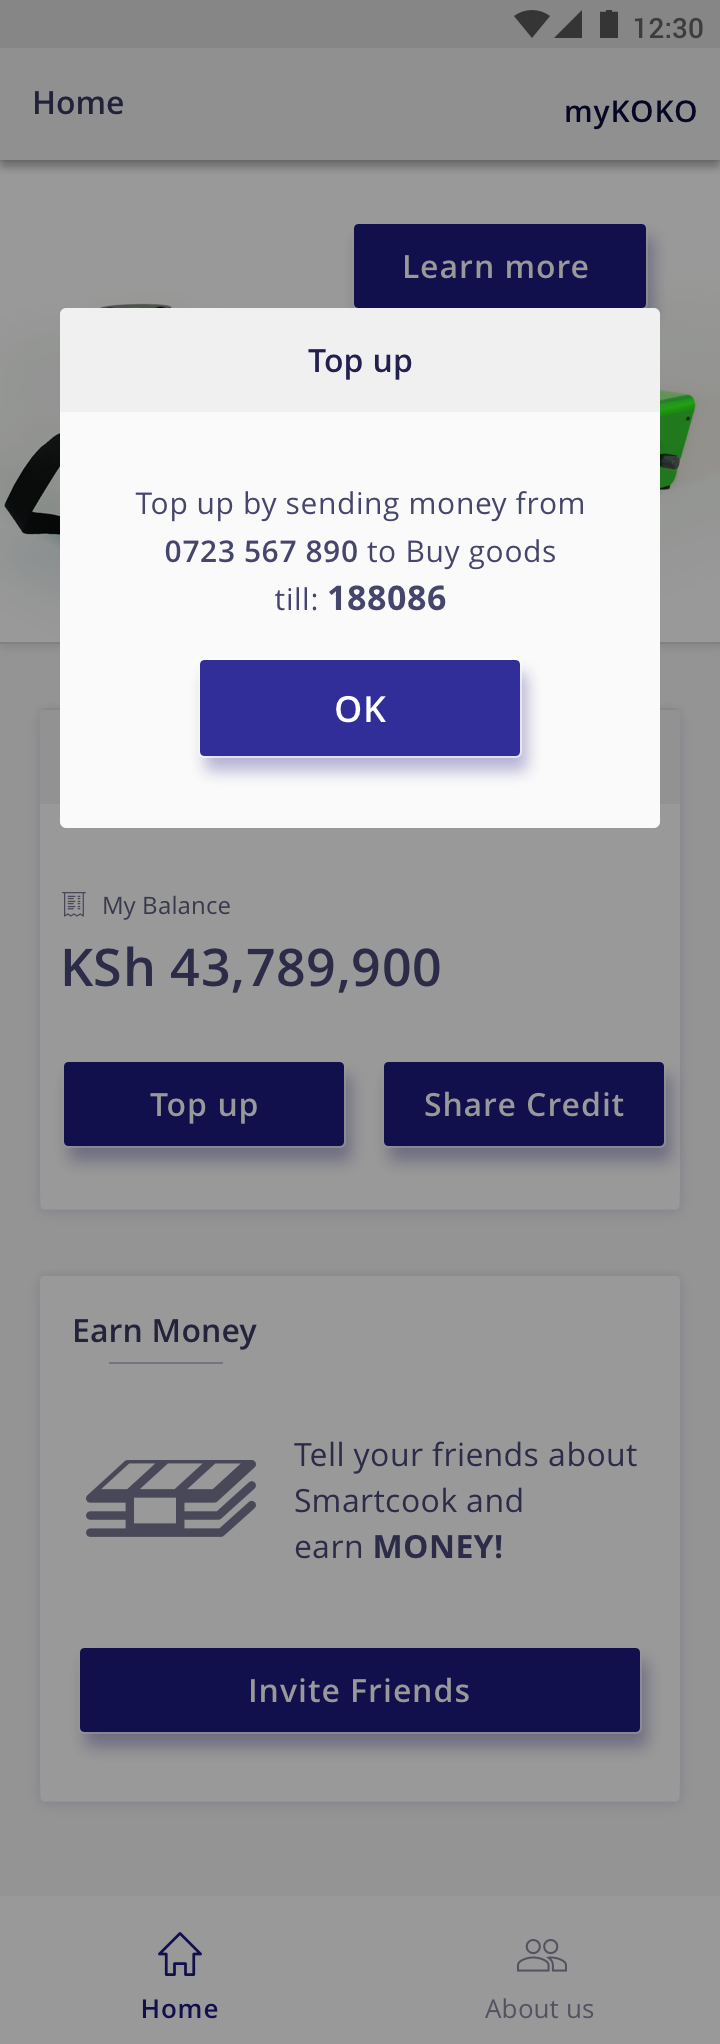 12:30
Home
myKOKO
Learn more
Top up
Top up by sending money from
0723 567 890 to Buy goods
till: 188086
OK
My Balance
KSh 43,789,900
Top up
Share Credit
Earn Money
Tell your friends about
Smartcook and
earn MONEY!
Invite Friends
Home
About us